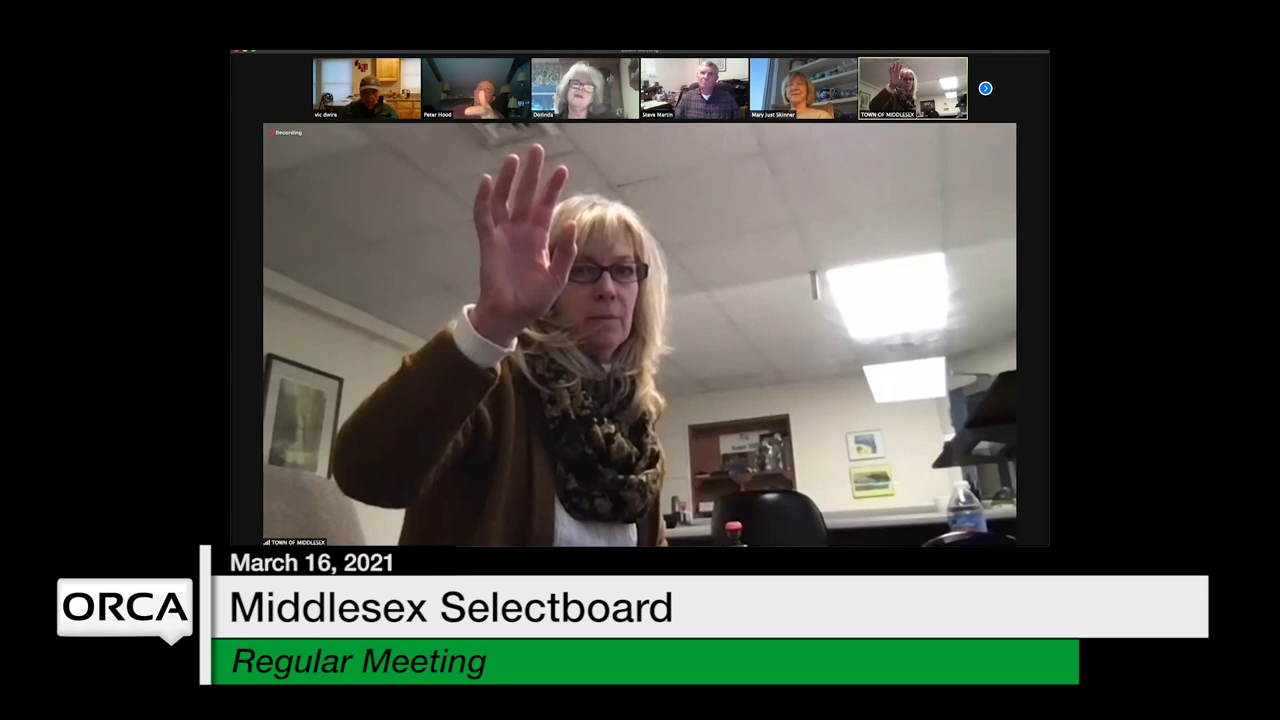 vic dwire
Peter Hood
Dorinda
Steve Martin
Mary Just Skinner
TOWN OF MIDDLESEX
Recording
TOWN OF MIDDLESEX
March 16, 2021
ORCA
Middlesex Selectboard
Regular Meeting